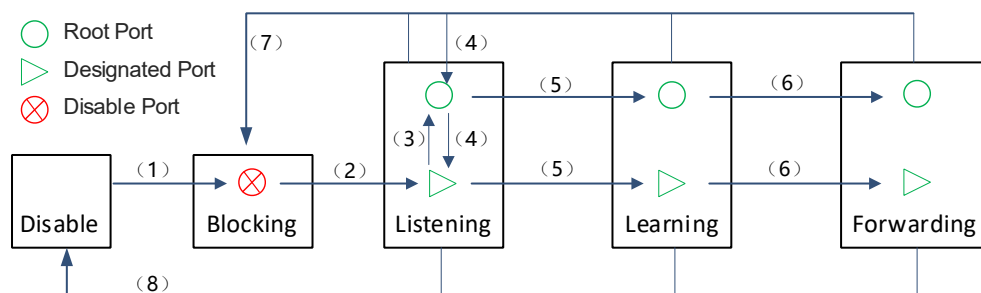 Root Port
Designated Port
Disable Port
（7）
（4）
（5）
（6）
（3）
（4）
（1）
（2）
（5）
（6）
Disable
Blocking
Listening
Learning
Forwarding
（8）